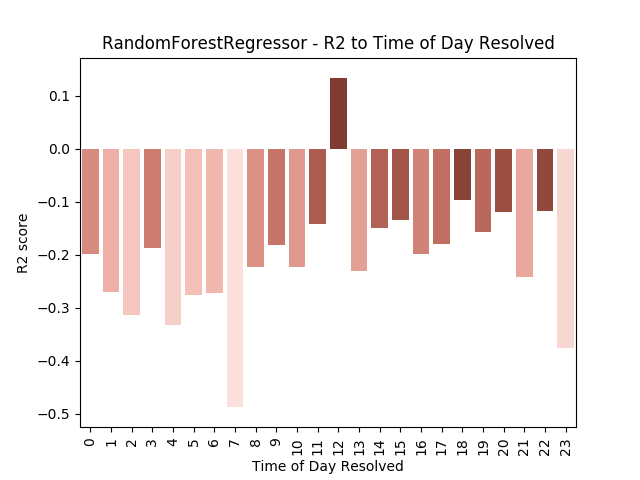 RandomForestRegressor - R2 to Time of Day Resolved
R2 score
0.1
0.0
−0.1
−0.2
−0.3
−0.4
−0.5
0 1 2 3 4 5 6 7 8 9 10 11 12 13 14 15 16 17 18 19 20 21 22 23
Time of Day Resolved